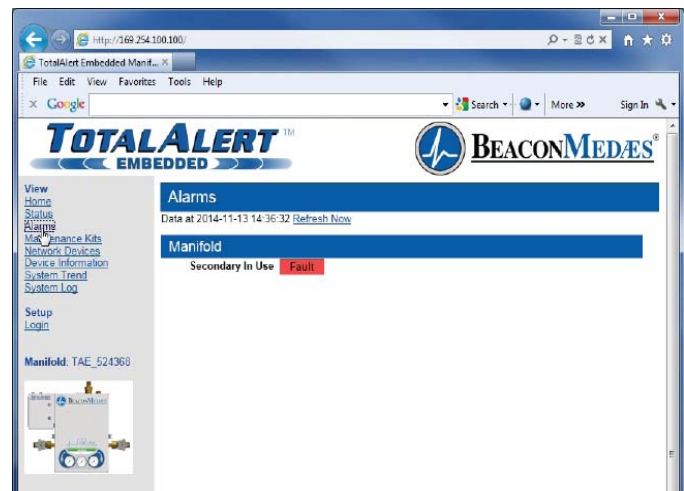 http://169.254.100.100/
TotalAlert Embedded Manif...
File Edit View Favorites Tools Help
x Google Search More >> Sign In
TOTALALERT TM
EMBEDDED
BEACONMEDÆS®
View
Home
Status
Alarms
Maintenance Kits
Network Devices
Device Information
System Trend
System Log
Setup
Login
Manifold: TAE_524368
BEACONMEDÆS
Alarms
Data at 2014-11-13 14:36:32 Refresh Now
Manifold
Secondary In Use Fault